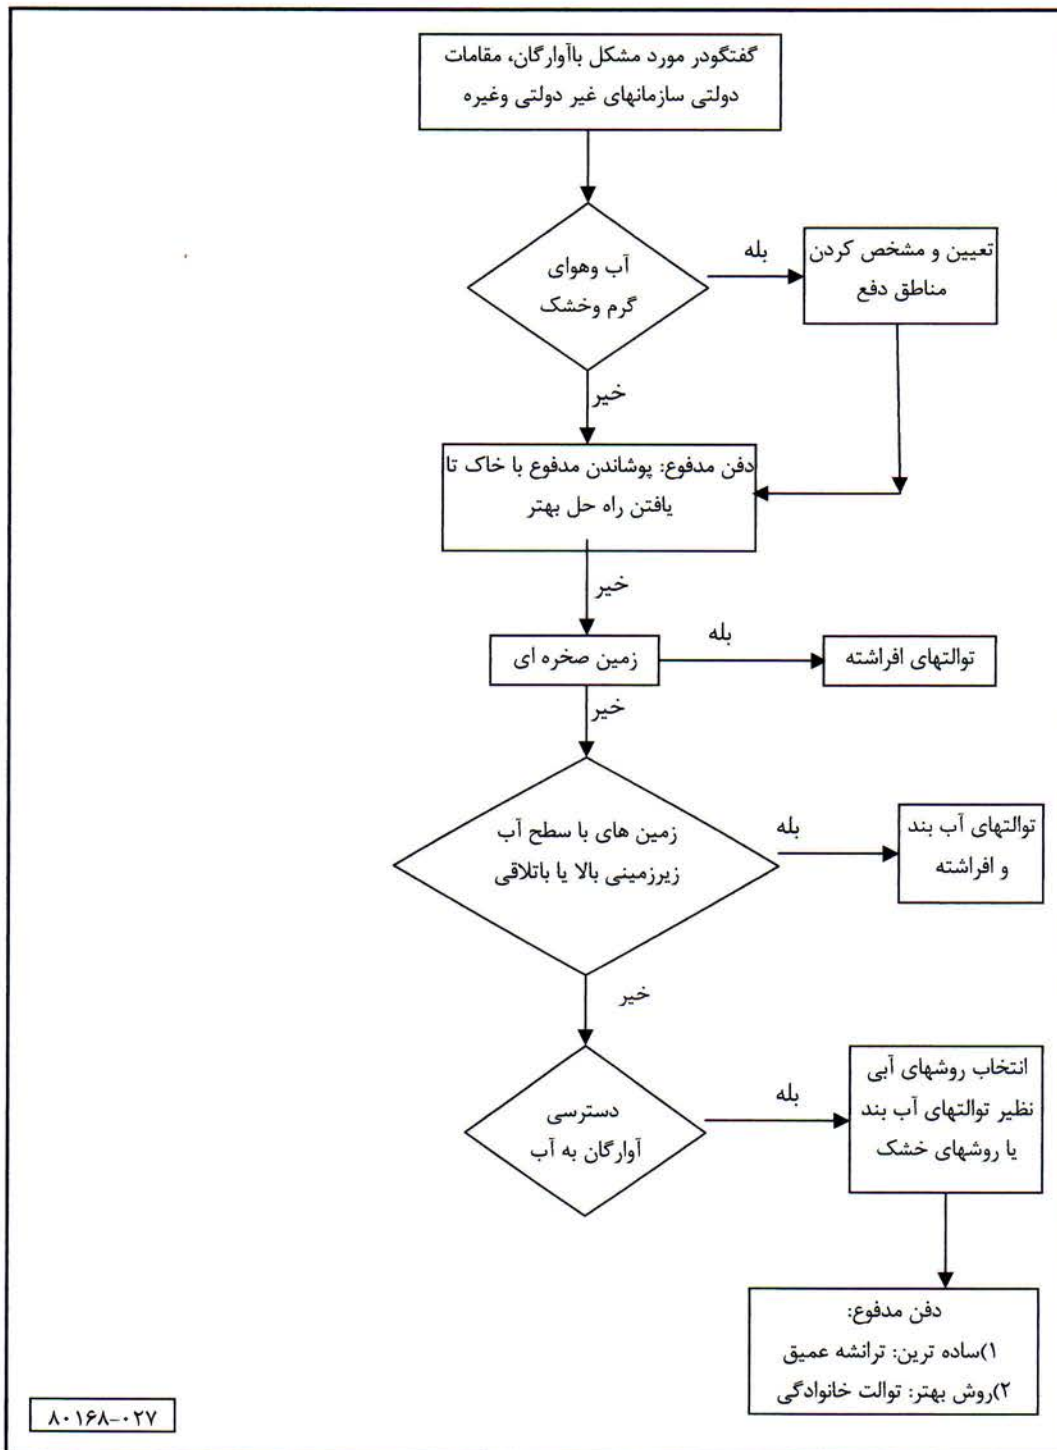 گفتگودر مورد مشکل باآوارگان، مقامات
دولتی سازمانهای غیر دولتی وغیره
آب وهوای
گرم وخشک
بله
تعیین و مشخص کردن
مناطق دفع
خیر
دفن مدفوع: پوشاندن مدفوع با خاک تا
یافتن راه حل بهتر
خیر
زمین صخره ای
بله
توالتهای افراشته
خیر
زمین های با سطح آب
زیرزمینی بالا یا باتلاقی
بله
توالتهای آب بند
و افراشته
خیر
دسترسی
آوارگان به آب
بله
انتخاب روشهای آبی
نظیر توالتهای آب بند
یا روشهای خشک
دفن مدفوع:
۱)ساده ترین: ترانشه عمیق
۲)روش بهتر: توالت خانوادگی
۸۰۱۶۸-۰۲۷